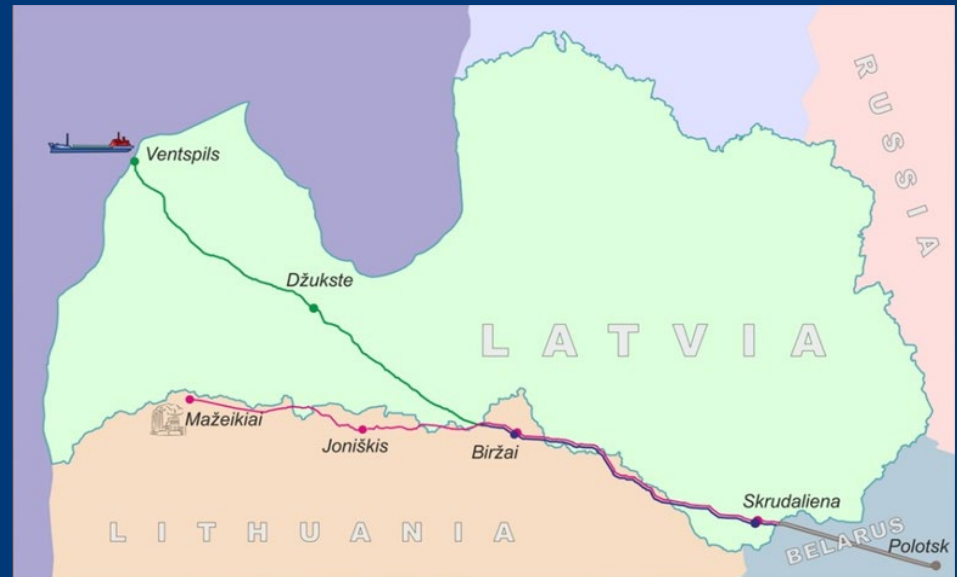 RUSSIA
Ventspils
Džukste
LATVIA
Mažeikiai
Joniškis
Biržai
Skrudaliena
LITHUANIA
BELARUS
Polotsk